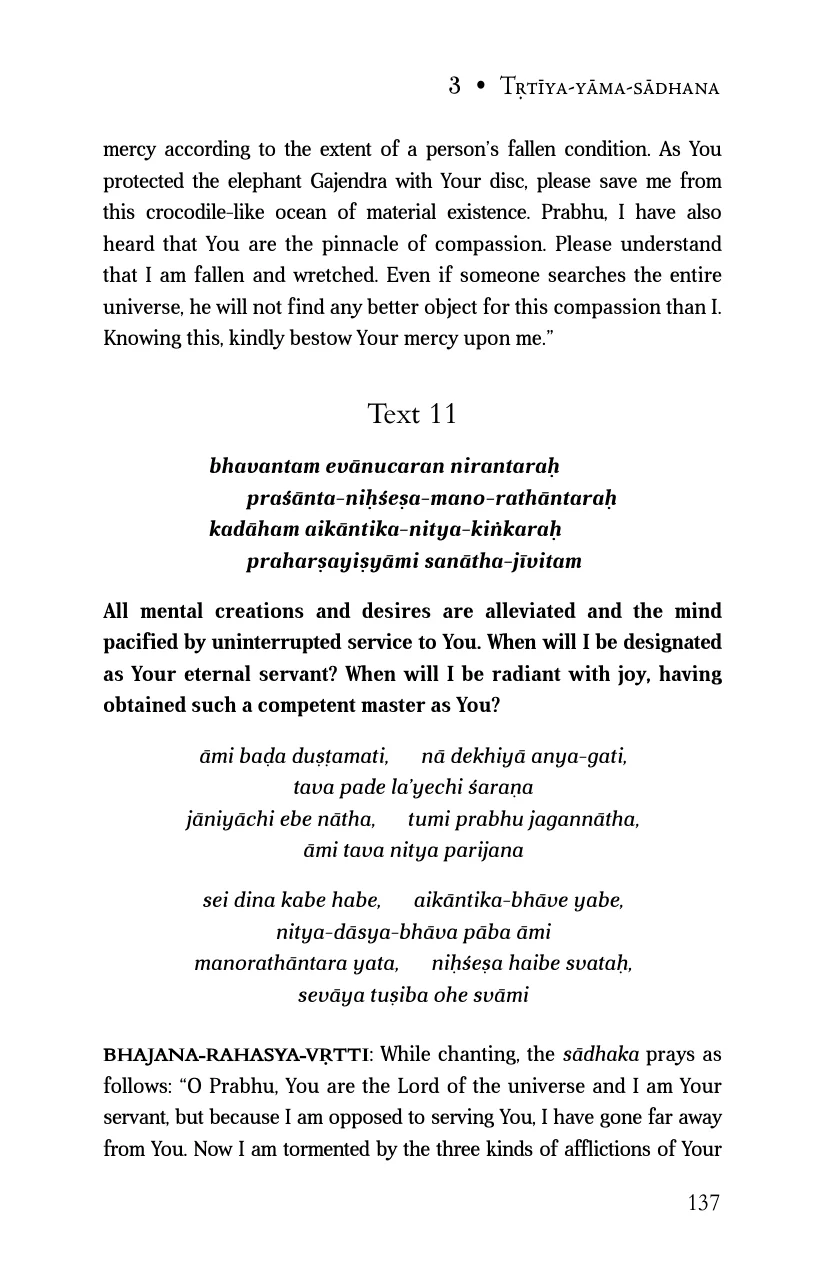 3 • Tṛtīya-yāma-sādhana
mercy according to the extent of a person’s fallen condition. As You
protected the elephant Gajendra with Your disc, please save me from
this crocodile-like ocean of material existence. Prabhu, I have also
heard that You are the pinnacle of compassion. Please understand
that I am fallen and wretched. Even if someone searches the entire
universe, he will not find any better object for this compassion than I.
Knowing this, kindly bestow Your mercy upon me.”
Text 11
bhavantam evānucaran nirantaraḥ
praśānta-niḥśeṣa-mano-rathāntaraḥ
kadāham aikāntika-nitya-kiṅkaraḥ
praharṣayiṣyāmi sanātha-jīvitam
All mental creations and desires are alleviated and the mind
pacified by uninterrupted service to You. When will I be designated
as Your eternal servant? When will I be radiant with joy, having
obtained such a competent master as You?
āmi baḍa duṣṭamati, nā dekhiyā anya-gati,
tava pade la’yechi śaraṇa
jāniyāchi ebe nātha, tumi prabhu jagannātha,
āmi tava nitya parijana
sei dina kabe habe, aikāntika-bhāve yabe,
nitya-dāsya-bhāva pāba āmi
manorathāntara yata, niḥśeṣa haibe svataḥ,
sevāya tuṣiba ohe svāmi
BHAJANA-RAHASYA-VṚTTI: While chanting, the sādhaka prays as
follows: “O Prabhu, You are the Lord of the universe and I am Your
servant, but because I am opposed to serving You, I have gone far away
from You. Now I am tormented by the three kinds of afflictions of Your
137